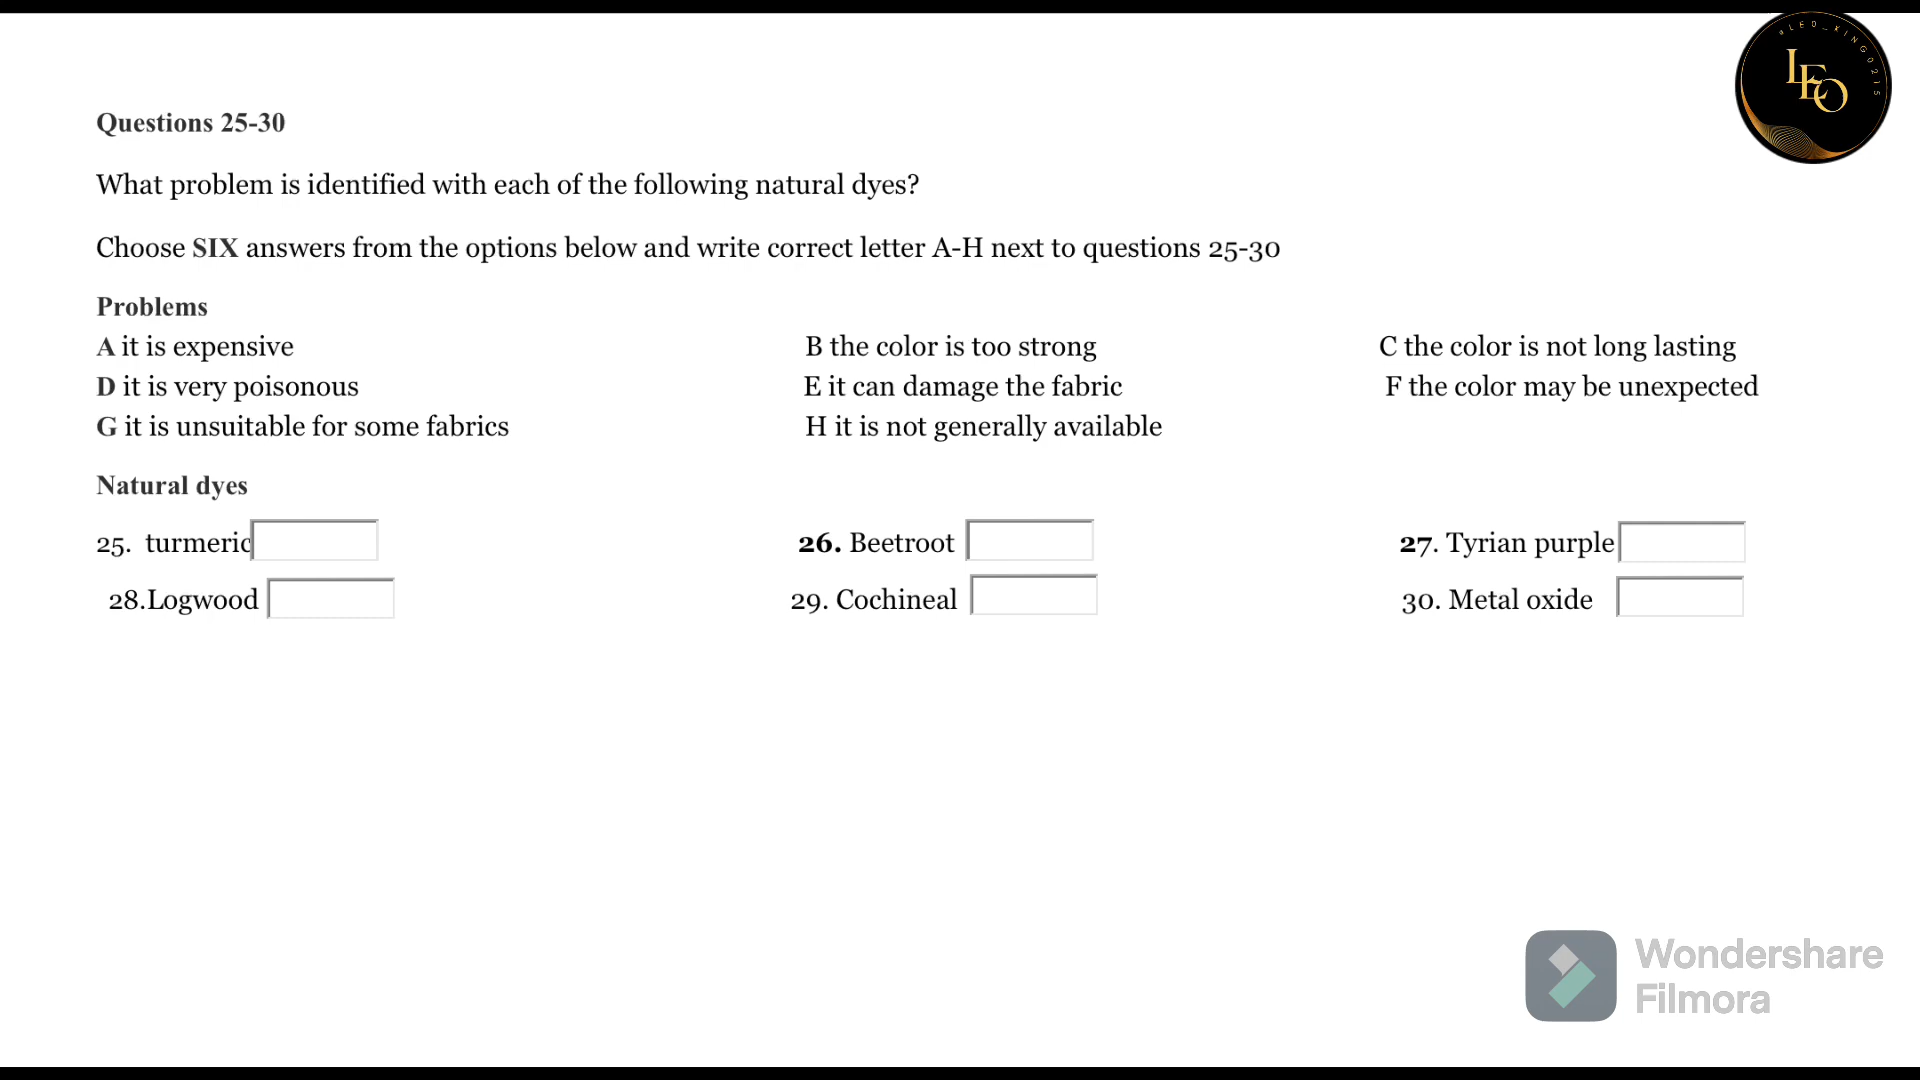 @LEO_KING0215
LEO
Questions 25-30
What problem is identified with each of the following natural dyes?
Choose SIX answers from the options below and write correct letter A-H next to questions 25-30
Problems
A it is expensive B the color is too strong C the color is not long lasting
D it is very poisonous E it can damage the fabric F the color may be unexpected
G it is unsuitable for some fabrics H it is not generally available
Natural dyes
25. turmeric 26. Beetroot 27. Tyrian purple
28.Logwood 29. Cochineal 30. Metal oxide
Wondershare
Filmora